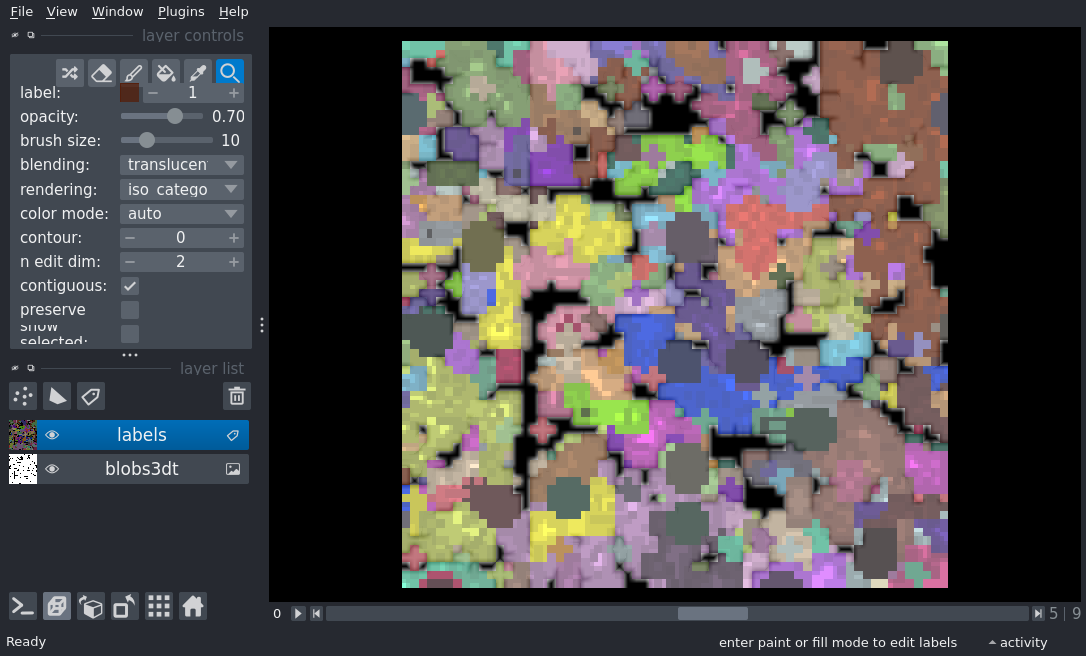 File View Window Plugins Help
layer controls
label: 1
opacity: 0.70
brush size: 10
blending: translucen
rendering: iso_catego
color mode: auto
contour: 0
n edit dim: 2
contiguous:
preserve
show
selected:
layer list
labels
blobs3dt
0 5 | 9
Ready enter paint or fill mode to edit labels activity